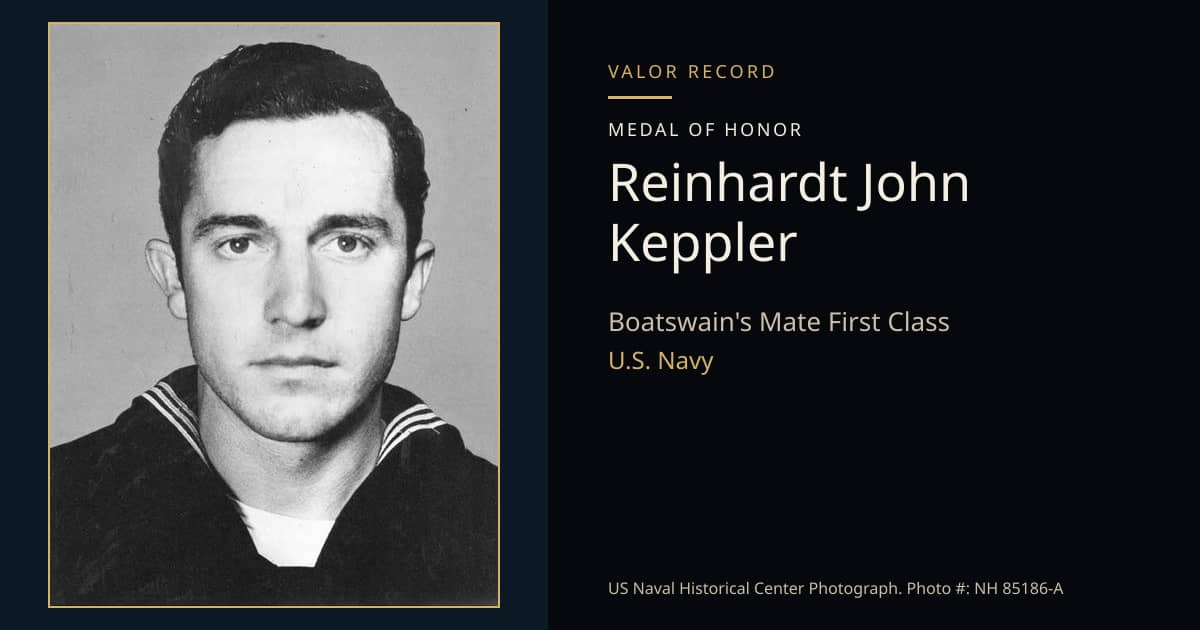 VALOR RECORD
MEDAL OF HONOR
Reinhardt John
Keppler
Boatswain's Mate First Class
U.S. Navy
US Naval Historical Center Photograph. Photo #: NH 85186-A